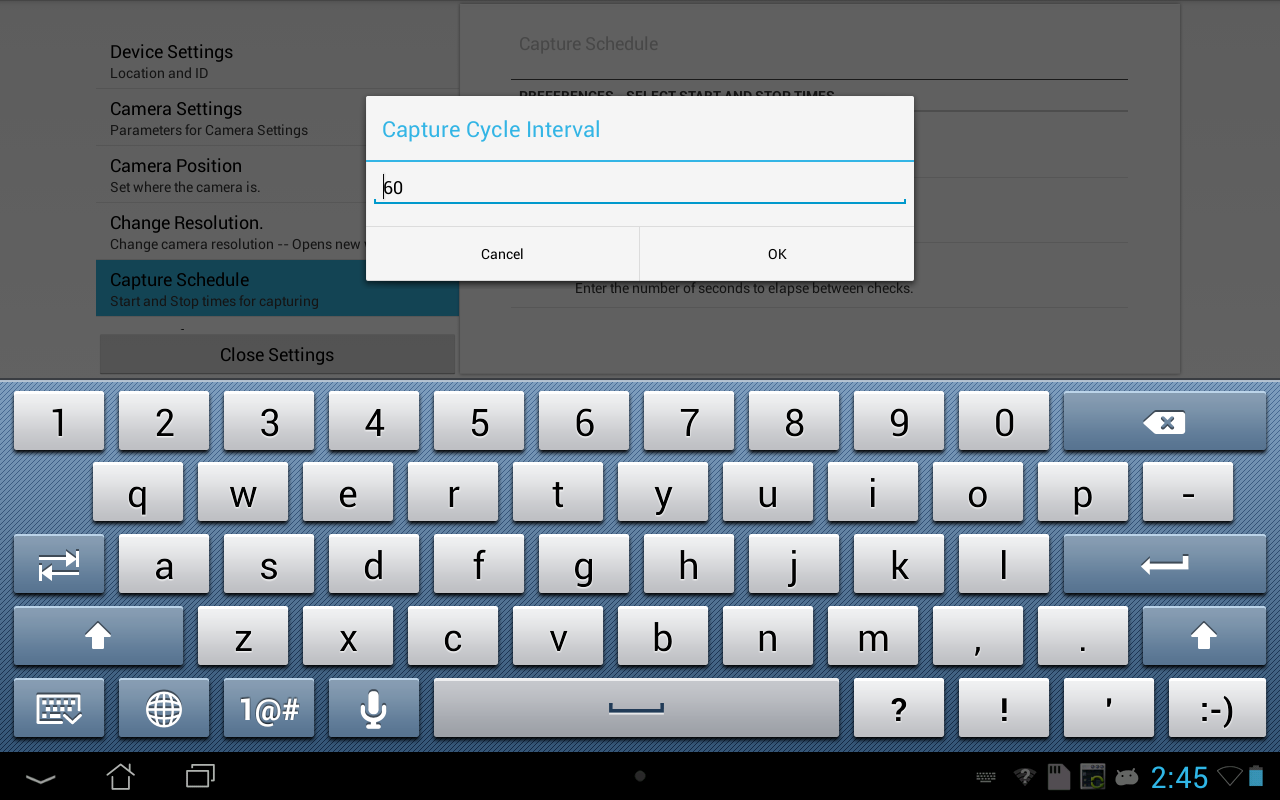 Device Settings
Location and ID
Camera Settings
Parameters for Camera Settings
Camera Position
Set where the camera is.
Change Resolution.
Change camera resolution -- Opens new
Capture Schedule
Start and Stop times for capturing
Close Settings
Capture Schedule
PREFERENCES - SELECT START AND STOP TIMES
Capture Cycle Interval
60
Cancel OK
Enter the number of seconds to elapse between checks.
1 2 3 4 5 6 7 8 9 0
q w e r t y u i o p -
a s d f g h j k l
z x c v b n m , .
1@# ? ! ' :-)
2:45